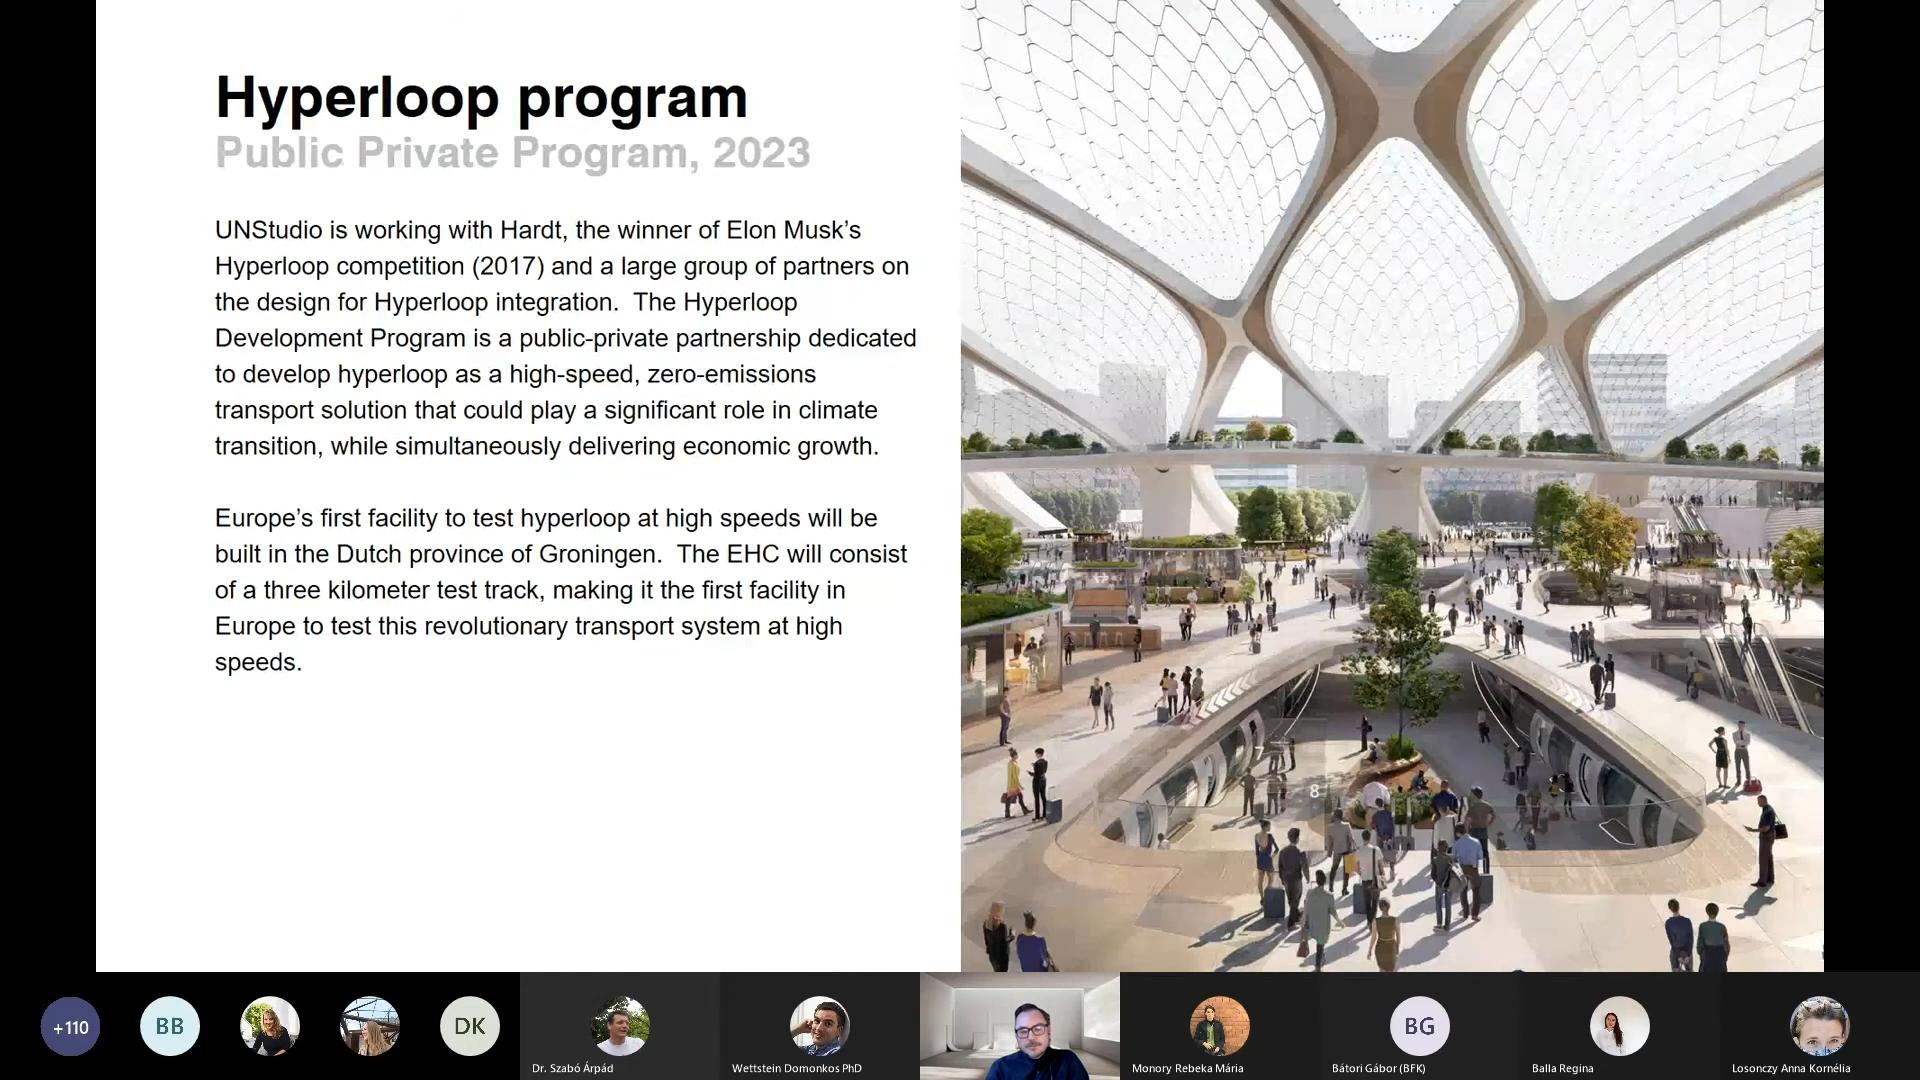 Hyperloop program
Public Private Program, 2023
UNStudio is working with Hardt, the winner of Elon Musk’s
Hyperloop competition (2017) and a large group of partners on
the design for Hyperloop integration.  The Hyperloop
Development Program is a public-private partnership dedicated
to develop hyperloop as a high-speed, zero-emissions
transport solution that could play a significant role in climate
transition, while simultaneously delivering economic growth.
Europe’s first facility to test hyperloop at high speeds will be
built in the Dutch province of Groningen.  The EHC will consist
of a three kilometer test track, making it the first facility in
Europe to test this revolutionary transport system at high
speeds.
7
8
+110
BB
DK
Dr. Szabó Árpád
Wettstein Domonkos PhD
Monory Rebeka Mária
BG
Bátori Gábor (BFK)
Balla Regina
Losonczy Anna Kornélia